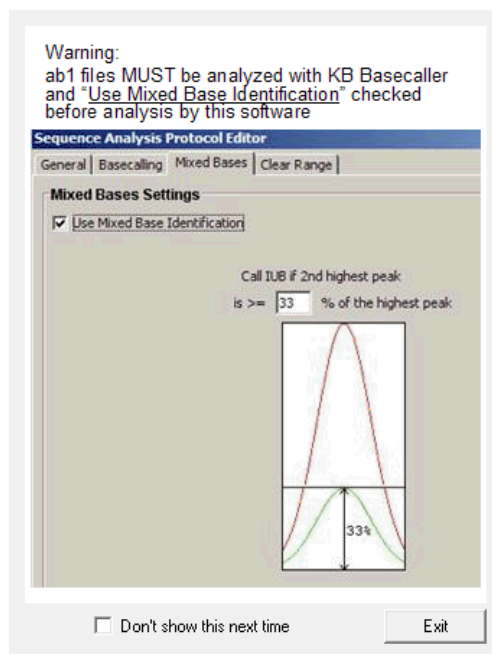 Warning:
ab1 files MUST be analyzed with KB Basecaller
and “Use Mixed Base Identification” checked
before analysis by this software
Sequence Analysis Protocol Editor
General Basecalling Mixed Bases Clear Range
Mixed Bases Settings
Use Mixed Base Identification
Call IUB if 2nd highest peak
is >= 33 % of the highest peak
33%
Don't show this next time Exit